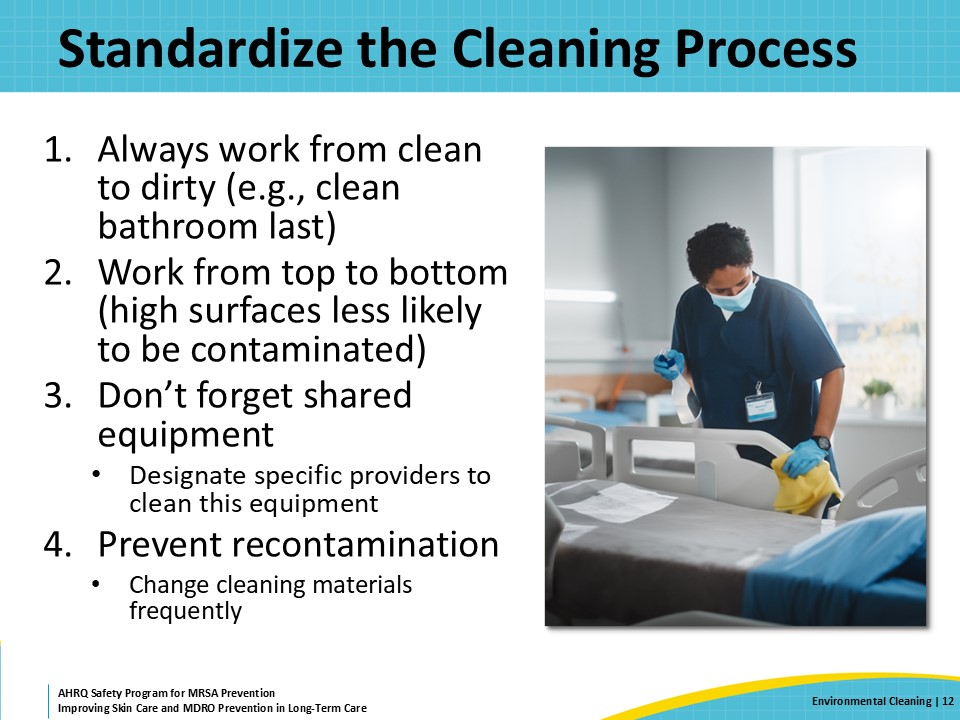 Standardize the Cleaning Process
1. Always work from clean
to dirty (e.g., clean
bathroom last)
2. Work from top to bottom
(high surfaces less likely
to be contaminated)
3. Don’t forget shared
equipment
• Designate specific providers to
clean this equipment
4. Prevent recontamination
• Change cleaning materials
frequently
AHRQ Safety Program for MRSA Prevention
Improving Skin Care and MDRO Prevention in Long-Term Care
Environmental Cleaning | 12